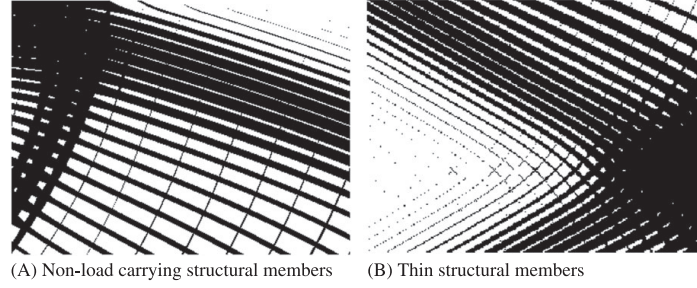 (A) Non-load carrying structural members
(B) Thin structural members